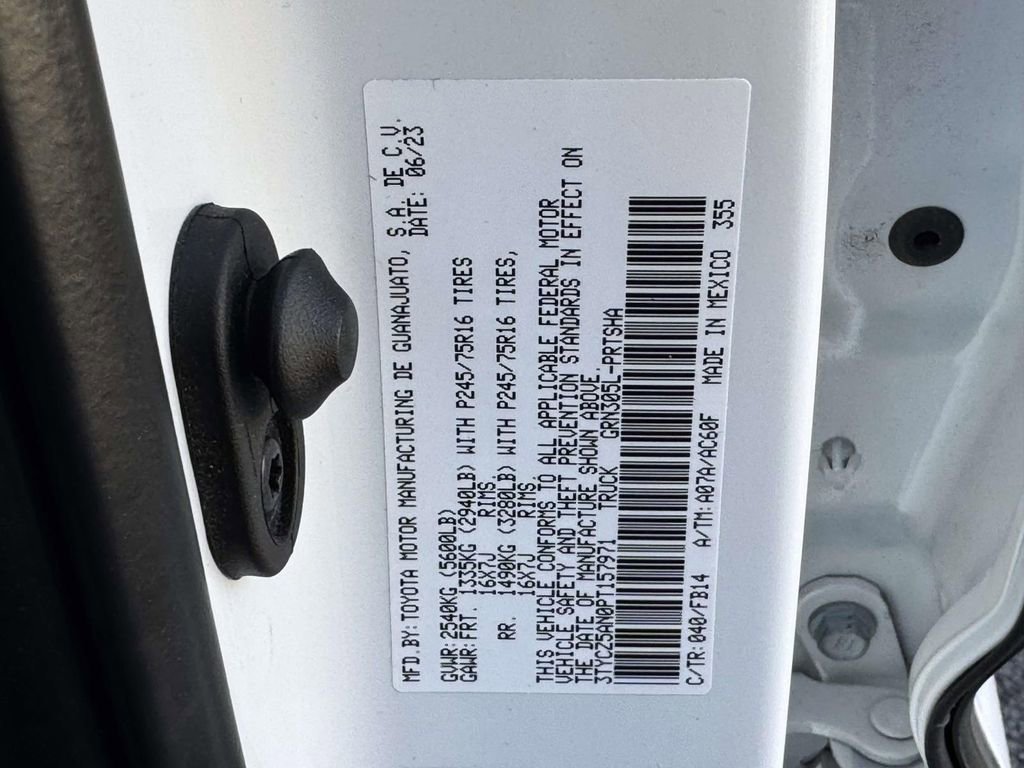 MFD.BY:TOYOTA MOTOR MANUFACTURING DE GUANAJUATO, S.A. DE C.V.
DATE: 06/23
GVWR:2540KG (5600LB)
GAWR:FRT. 1335KG (2940LB) WITH P245/75R16 TIRES
16X7J RIMS.
RR. 1490KG (3280LB) WITH P245/75R16 TIRES,
16X7J RIMS.
THIS VEHICLE CONFORMS TO ALL APPLICABLE FEDERAL MOTOR
VEHICLE SAFETY AND THEFT PREVENTION STANDARDS IN EFFECT ON
THE DATE OF MANUFACTURE SHOWN ABOVE.
3TYCZ5AN0PT157971 TRUCK GRN305L-PRTSHA
C/TR:040/FB14 A/TM:A07A/AC60F MADE IN MEXICO 355